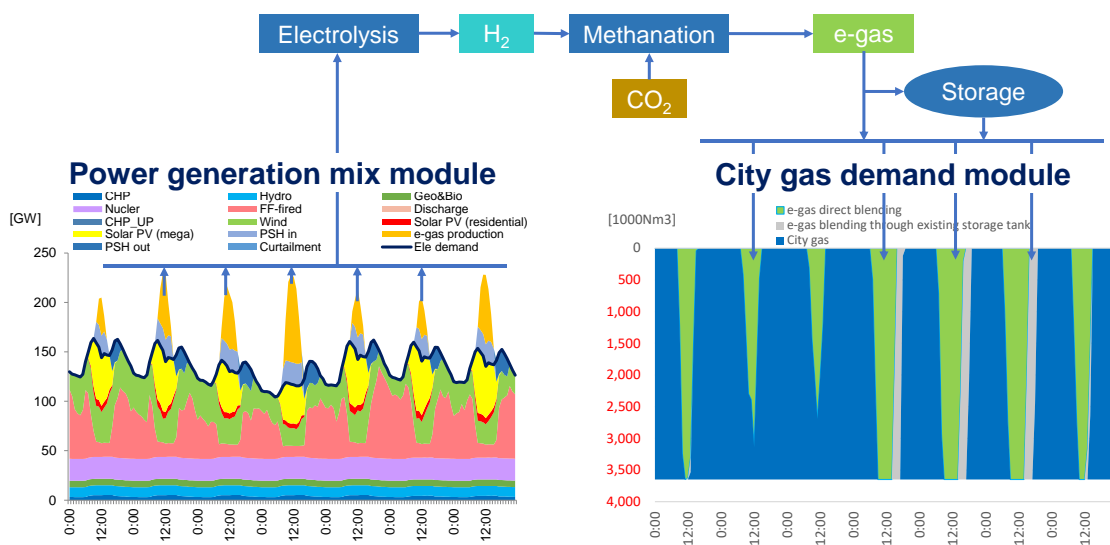 Electrolysis
H2
Methanation
e-gas
CO2
Storage
Power generation mix module
CHP
Hydro
Geo&Bio
Nucler
FF-fired
Discharge
CHP_UP
Wind
Solar PV (residential)
Solar PV (mega)
PSH in
e-gas production
PSH out
Curtailment
Ele demand
[GW]
250
200
150
100
50
0
0:00
12:00
0:00
12:00
0:00
12:00
0:00
12:00
0:00
12:00
0:00
12:00
0:00
12:00
City gas demand module
[1000Nm3]
e-gas direct blending
e-gas blending through existing storage tank
City gas
0
500
1,000
1,500
2,000
2,500
3,000
3,500
4,000
0:00
12:00
0:00
12:00
0:00
12:00
0:00
12:00
0:00
12:00
0:00
12:00
0:00
12:00